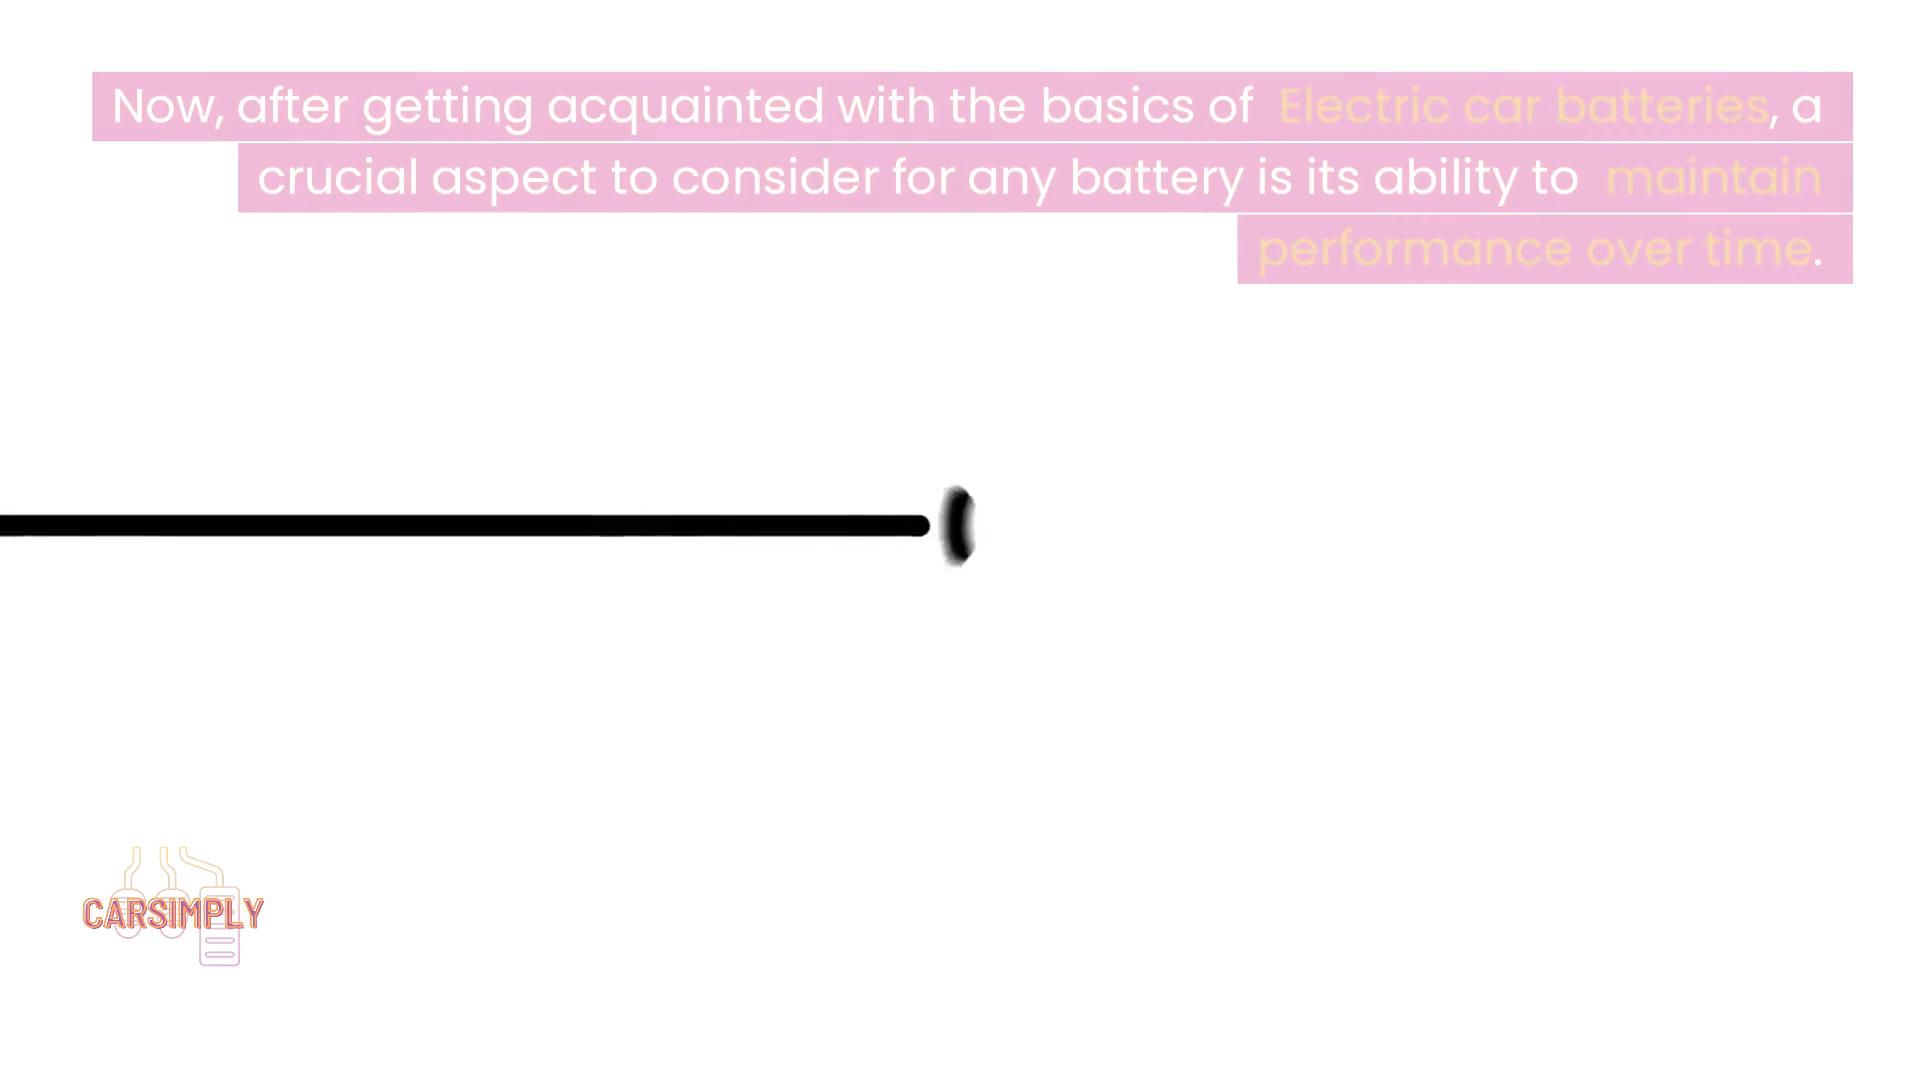 Now, after getting acquainted with the basics of Electric car batteries, a
crucial aspect to consider for any battery is its ability to maintain
performance over time.
CARSIMPLY